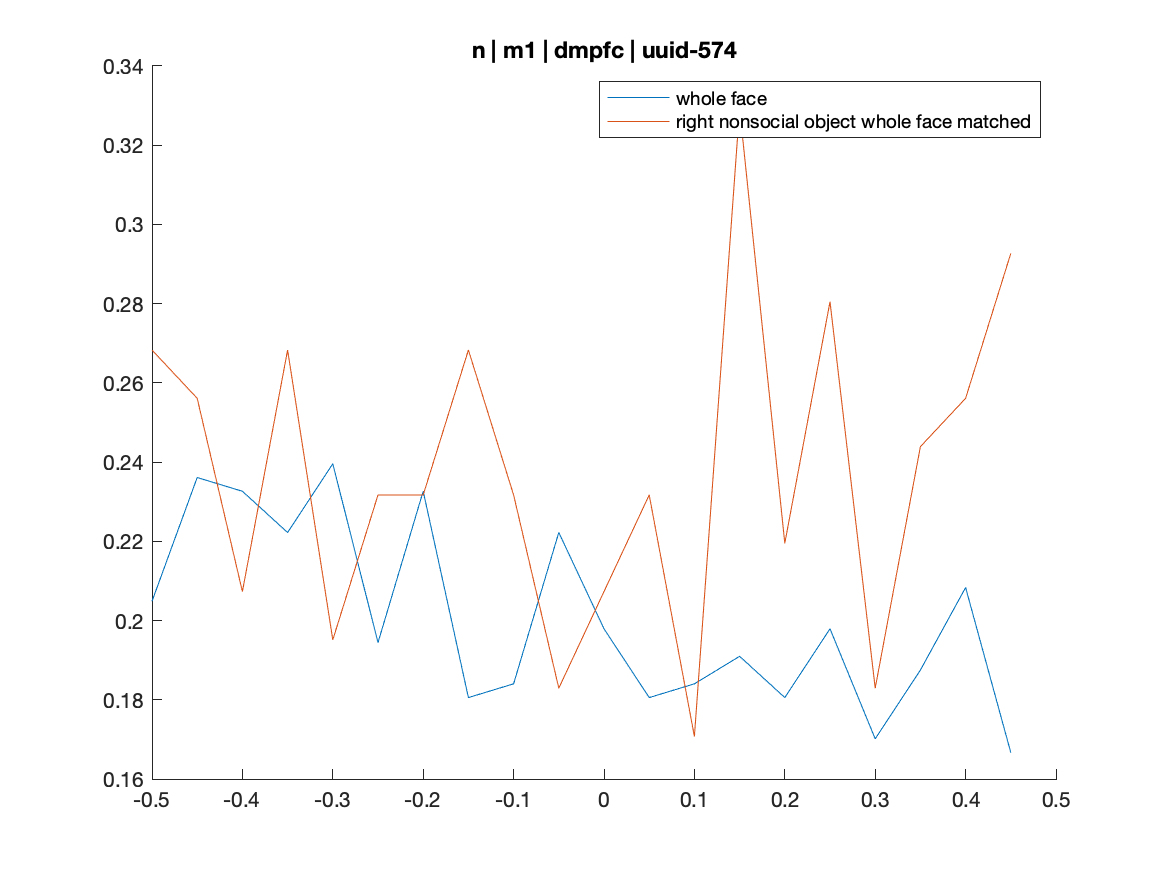 n | m1 | dmpfc | uuid-574
whole face
right nonsocial object whole face matched
0.34
0.32
0.3
0.28
0.26
0.24
0.22
0.2
0.18
0.16
-0.5 -0.4 -0.3 -0.2 -0.1 0 0.1 0.2 0.3 0.4 0.5